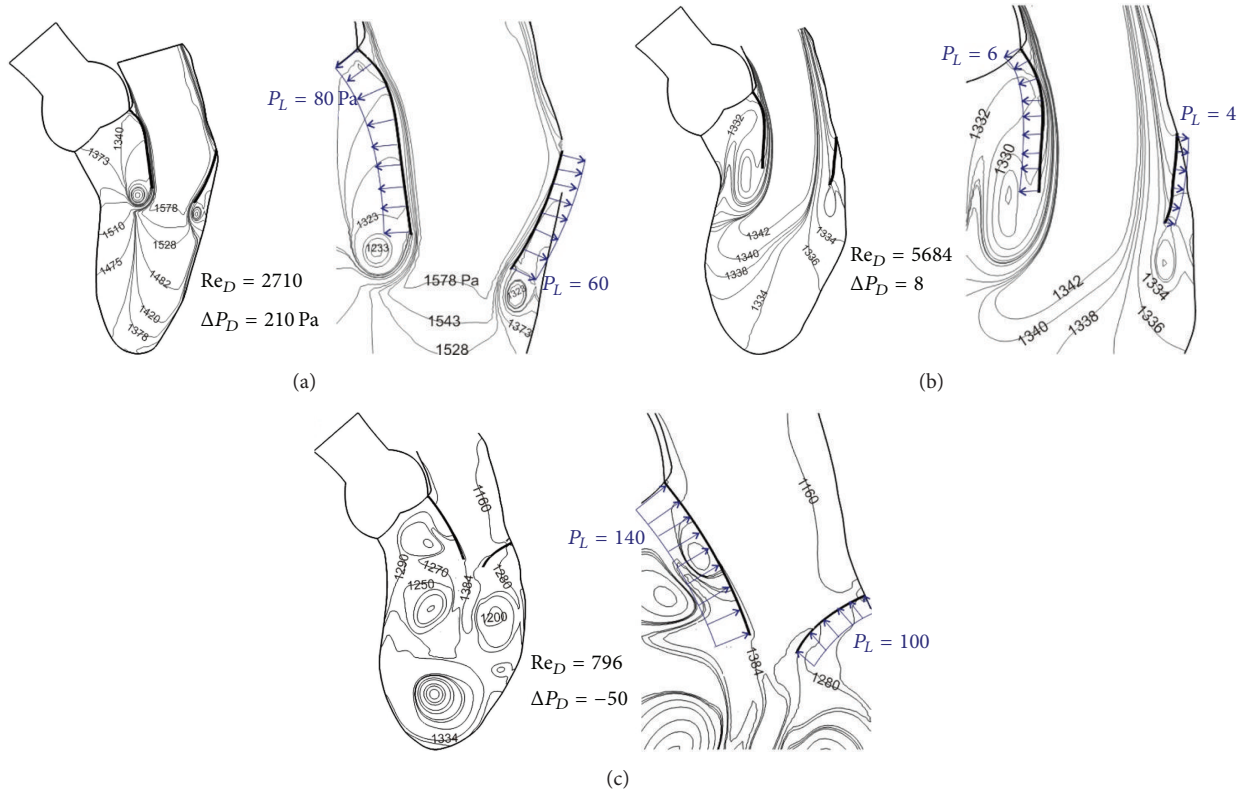 1340
1373
1510
1475
1578
1528
1482
1420
1378
Re_D = 2710
ΔP_D = 210 Pa
P_L = 80 Pa
1323
1233
1578 Pa
1543
1528
1323
1373
P_L = 60
(a)
1332
1342
1340
1338
1334
1336
1334
Re_D = 5684
ΔP_D = 8
P_L = 6
1332
1330
P_L = 4
1342
1340
1338
1334
1336
(b)
1160
1290
1270
1250
1384
1280
1200
1334
Re_D = 796
ΔP_D = −50
P_L = 140
1160
P_L = 100
1384
1280
(c)